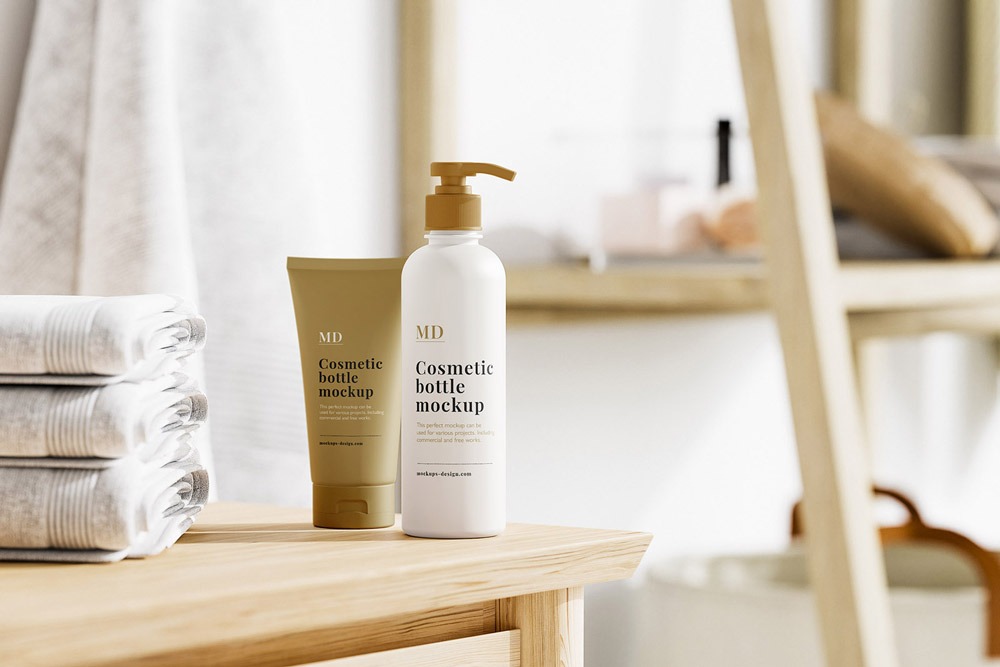 MD
Cosmetic
bottle
mockup
This perfect mockup can be
used for various projects. Including
commercial and free works.
mockups-design.com
MD
Cosmetic
bottle
mockup
This perfect mockup can be
used for various projects. Including
commercial and free works.
mockups-design.com